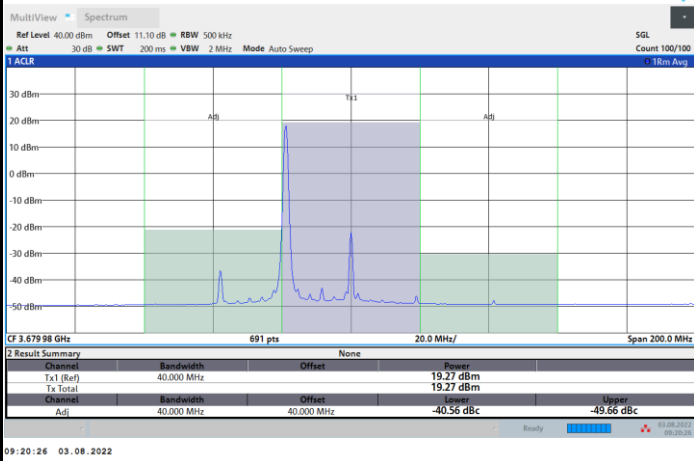 MultiView Spectrum
Ref Level 40.00 dBm Offset 11.10 dB RBW 500 kHz SGL
Att 30 dB SWT 200 ms VBW 2 MHz Mode Auto Sweep Count 100/100
1 ACLR 1Rm Avg
30 dBm
Tx1
20 dBm Adj Adj
10 dBm
0 dBm
-10 dBm
-20 dBm
-30 dBm
-40 dBm
-50 dBm
CF 3.679 98 GHz 691 pts 20.0 MHz/ Span 200.0 MHz
2 Result Summary None
Channel Bandwidth Offset Power
Tx1 (Ref) 40.000 MHz 19.27 dBm
Tx Total 19.27 dBm
Channel Bandwidth Offset Lower Upper
Adj 40.000 MHz 40.000 MHz -40.56 dBc -49.66 dBc
Ready 03.08.2022
09:20:26
09:20:26 03.08.2022